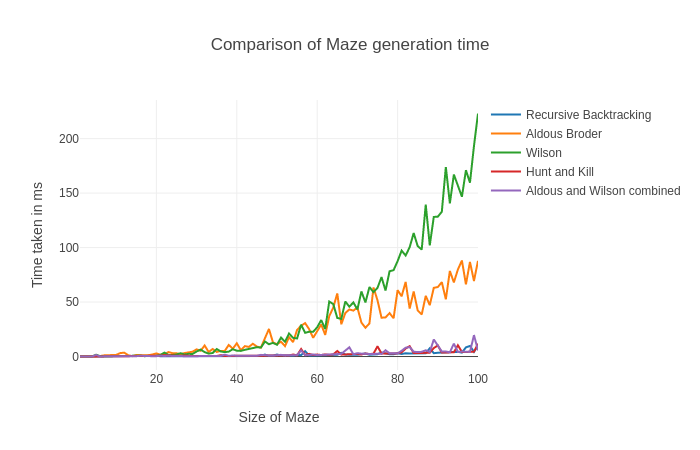 Comparison of Maze generation time
Time taken in ms
200
150
100
50
0
20
40
60
80
100
Size of Maze
Recursive Backtracking
Aldous Broder
Wilson
Hunt and Kill
Aldous and Wilson combined